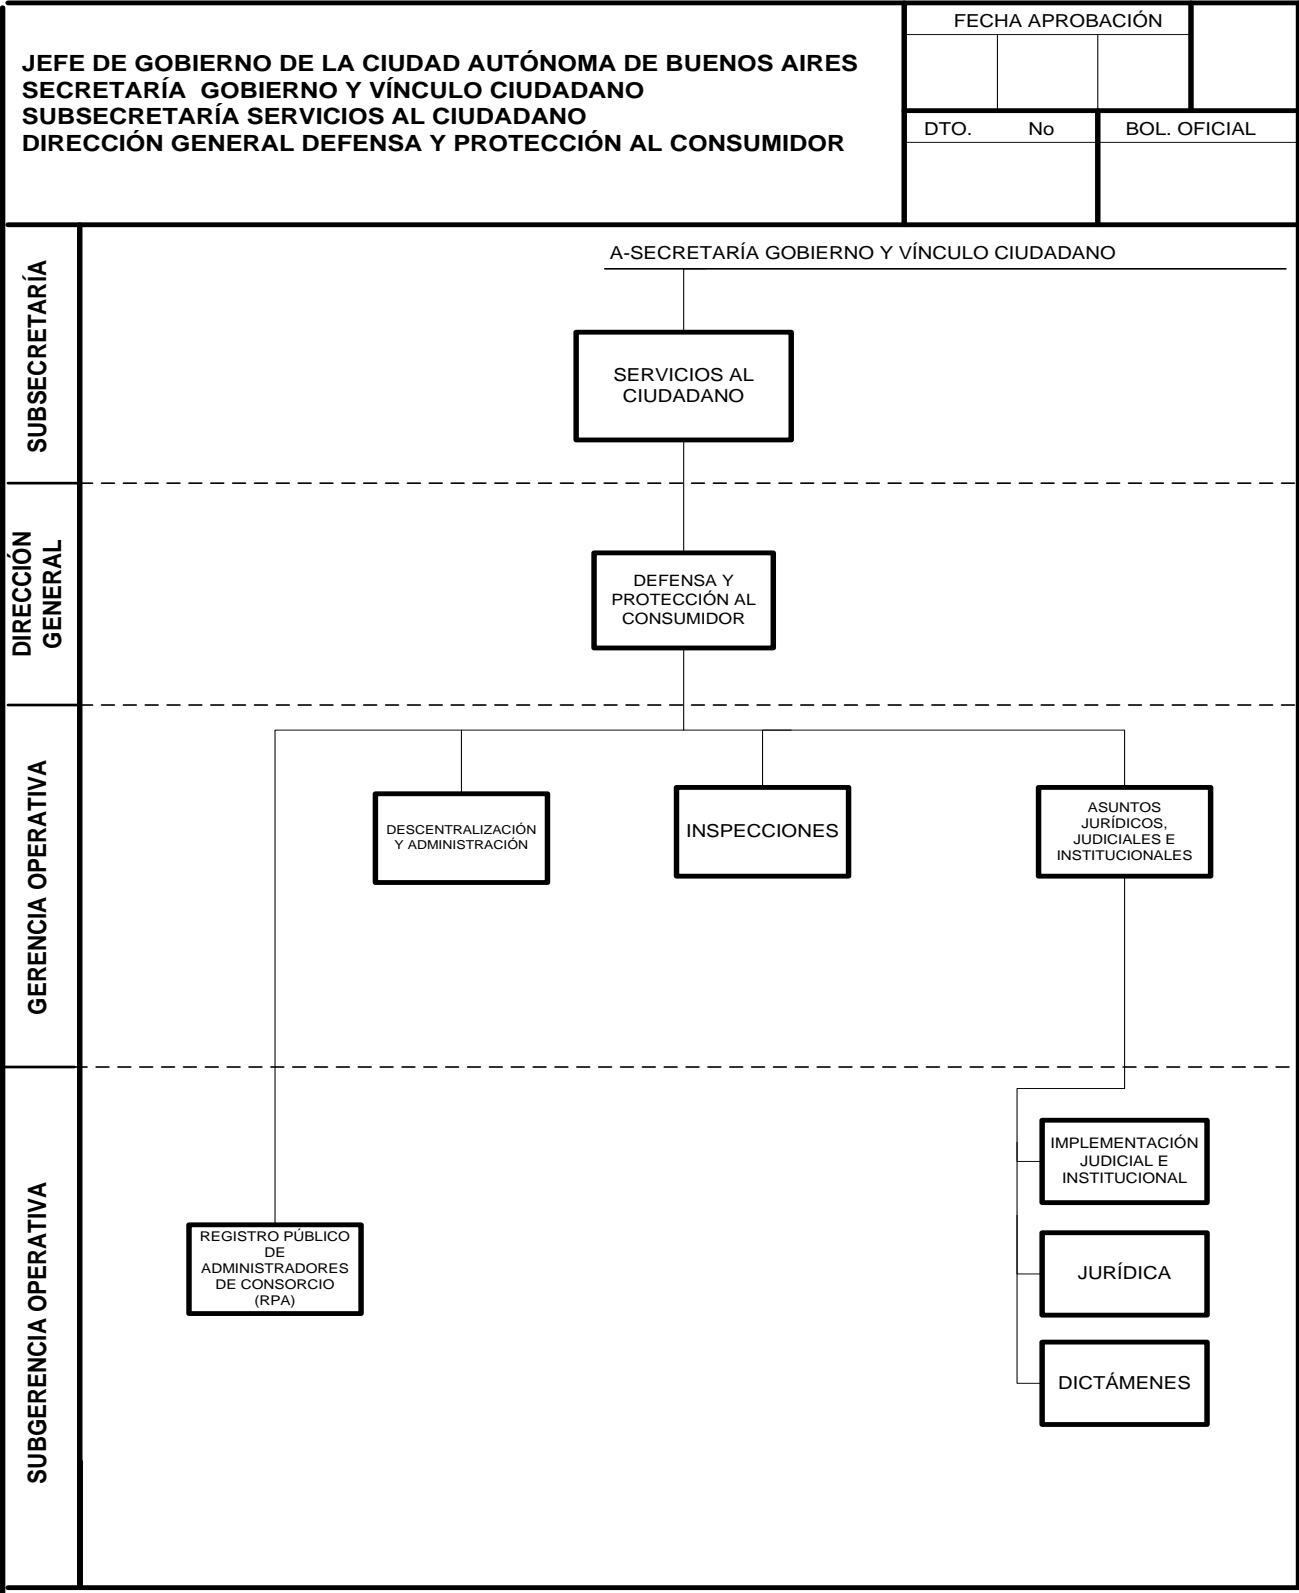 JEFE DE GOBIERNO DE LA CIUDAD AUTÓNOMA DE BUENOS AIRES
SECRETARÍA GOBIERNO Y VÍNCULO CIUDADANO
SUBSECRETARÍA SERVICIOS AL CIUDADANO
DIRECCIÓN GENERAL DEFENSA Y PROTECCIÓN AL CONSUMIDOR
FECHA APROBACIÓN
DTO. No
BOL. OFICIAL
SUBSECRETARÍA
A-SECRETARÍA GOBIERNO Y VÍNCULO CIUDADANO
SERVICIOS AL
CIUDADANO
DIRECCIÓN
GENERAL
DEFENSA Y
PROTECCIÓN AL
CONSUMIDOR
GERENCIA OPERATIVA
DESCENTRALIZACIÓN
Y ADMINISTRACIÓN
INSPECCIONES
ASUNTOS
JURÍDICOS,
JUDICIALES E
INSTITUCIONALES
SUBGERENCIA OPERATIVA
REGISTRO PÚBLICO
DE
ADMINISTRADORES
DE CONSORCIO
(RPA)
IMPLEMENTACIÓN
JUDICIAL E
INSTITUCIONAL
JURÍDICA
DICTÁMENES